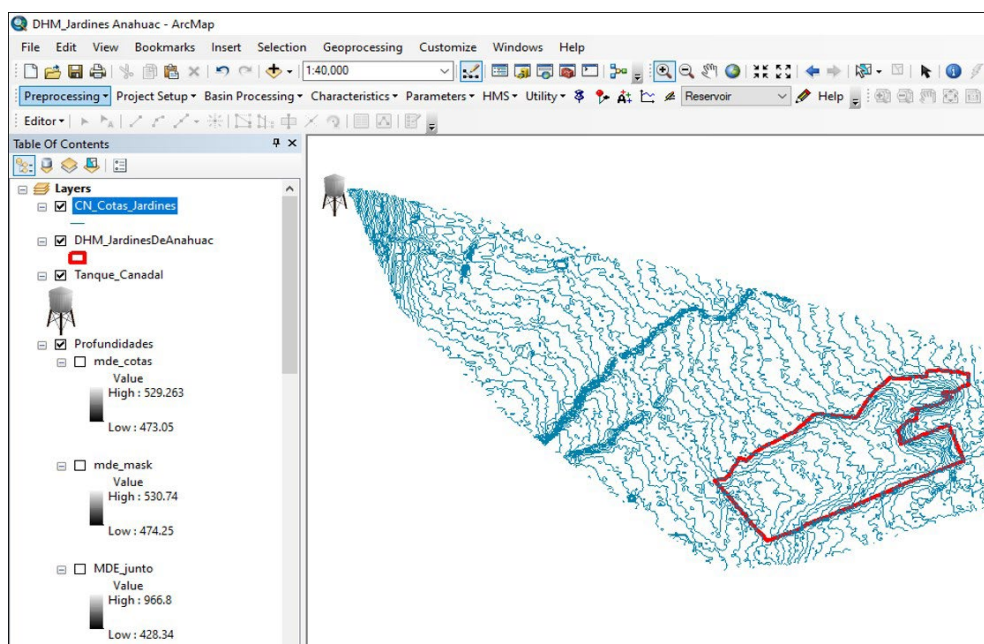 DHM_Jardines Anahuac - ArcMap
File Edit View Bookmarks Insert Selection Geoprocessing Customize Windows Help
1:40,000
Preprocessing Project Setup Basin Processing Characteristics Parameters HMS Utility Reservoir Help
Editor
Table Of Contents
Layers
CN_Cotas_Jardines
DHM_JardinesDeAnahuac
Tanque_Canadal
Profundidades
mde_cotas
Value
High : 529.263
Low : 473.05
mde_mask
Value
High : 530.74
Low : 474.25
MDE_junto
Value
High : 966.8
Low : 428.34